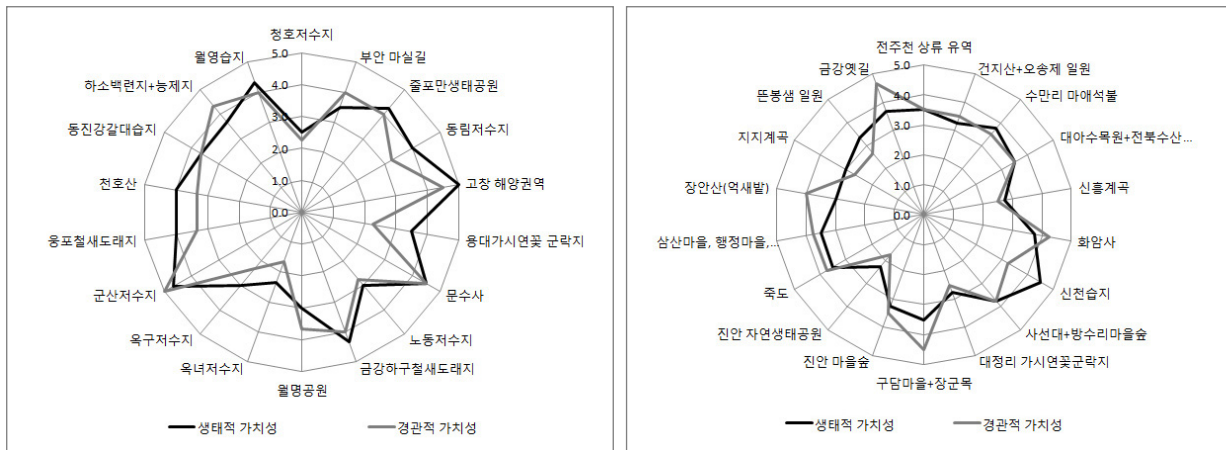 청호저수지
부안 마실길
줄포만생태공원
동림저수지
고창 해양권역
용대가시연꽃 군락지
문수사
노동저수지
금강하구철새도래지
월명공원
옥녀저수지
옥구저수지
군산저수지
웅포철새도래지
천호산
동진강갈대습지
하소백련지+능제지
월영습지
5.0
4.0
3.0
2.0
1.0
0.0
생태적 가치성
경관적 가치성
전주천 상류 유역
건지산+오송제 일원
수만리 마애석불
대아수목원+전북수산...
신흥계곡
화암사
신천습지
사선대+방수리마을숲
대정리 가시연꽃군락지
구담마을+장군목
진안 마을숲
진안 자연생태공원
죽도
삼산마을, 행정마을,...
장안산(억새밭)
지지계곡
뜬봉샘 일원
금강옛길
5.0
4.0
3.0
2.0
1.0
0.0
생태적 가치성
경관적 가치성